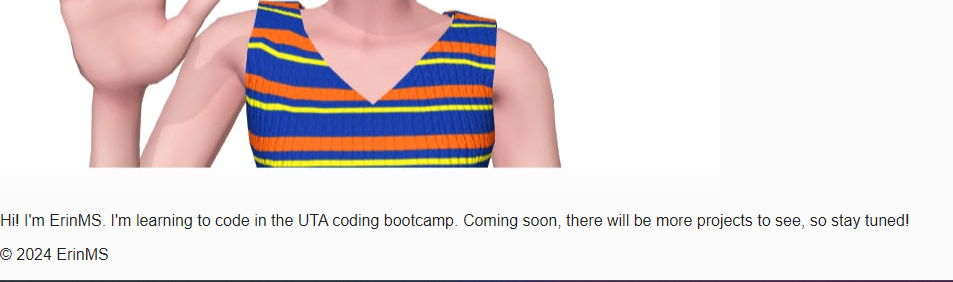 Hi! I'm ErinMS. I'm learning to code in the UTA coding bootcamp. Coming soon, there will be more projects to see, so stay tuned!
© 2024 ErinMS